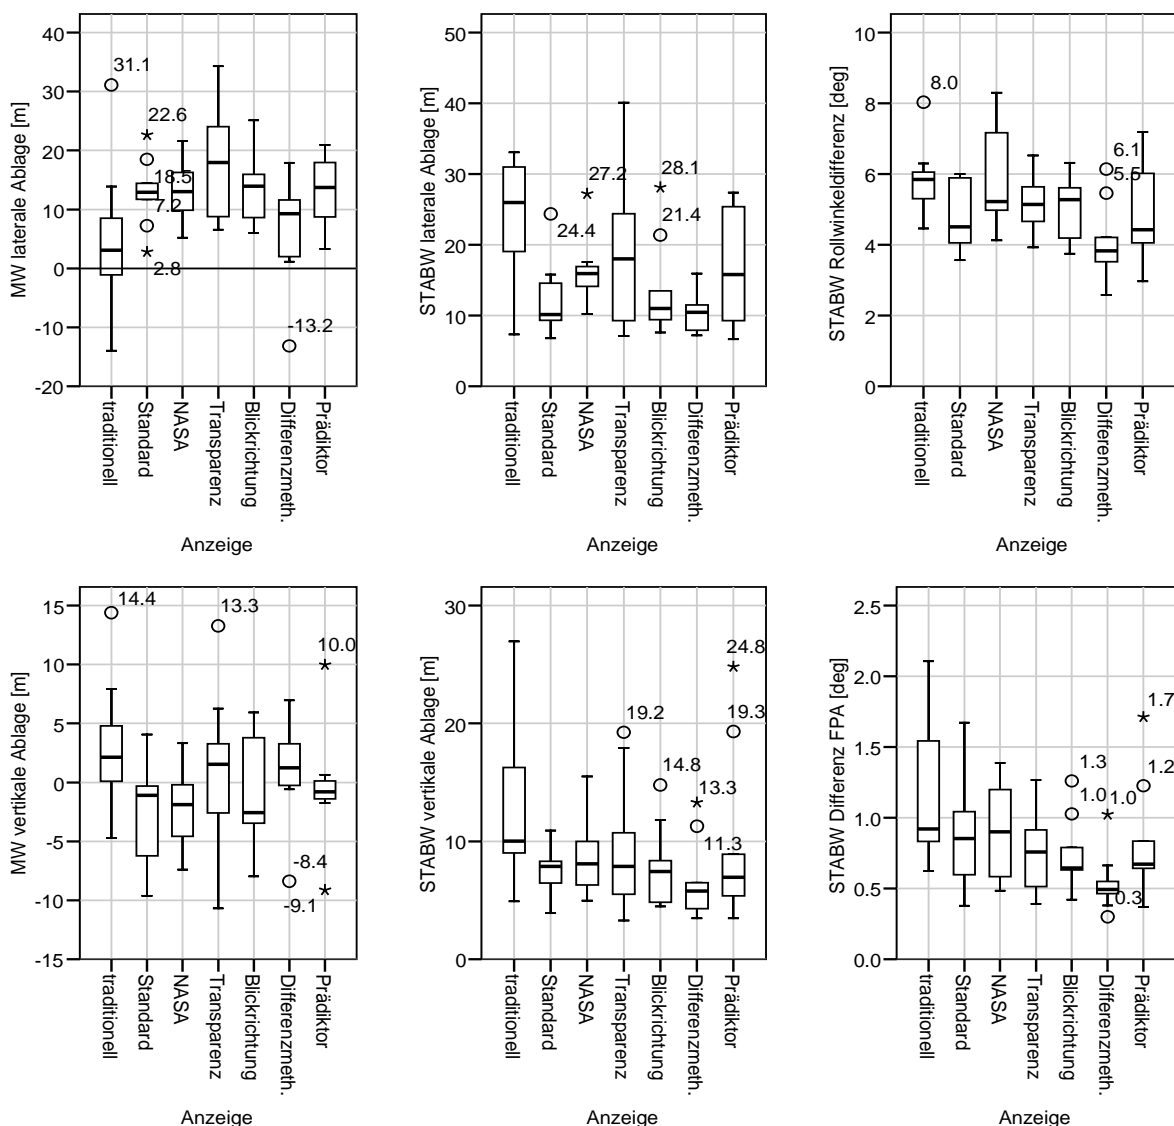 MW laterale Ablage [m]
40
30
20
10
0
-10
-20
31.1
22.6
18.5
7.2
2.8
-13.2
traditionell
Standard
NASA
Transparenz
Blickrichtung
Differenzmeth.
Prädiktor
Anzeige
STABW laterale Ablage [m]
50
40
30
20
10
0
24.4
27.2
28.1
21.4
traditionell
Standard
NASA
Transparenz
Blickrichtung
Differenzmeth.
Prädiktor
Anzeige
STABW Rollwinkeldifferenz [deg]
10
8
6
4
2
0
8.0
6.1
5.5
traditionell
Standard
NASA
Transparenz
Blickrichtung
Differenzmeth.
Prädiktor
Anzeige
MW vertikale Ablage [m]
15
10
5
0
-5
-10
-15
14.4
13.3
10.0
-8.4
-9.1
traditionell
Standard
NASA
Transparenz
Blickrichtung
Differenzmeth.
Prädiktor
Anzeige
STABW vertikale Ablage [m]
30
20
10
0
19.2
14.8
13.3
11.3
24.8
19.3
traditionell
Standard
NASA
Transparenz
Blickrichtung
Differenzmeth.
Prädiktor
Anzeige
STABW Differenz FPA [deg]
2.5
2.0
1.5
1.0
0.5
0.0
1.3
1.0
1.0
0.3
1.7
1.2
traditionell
Standard
NASA
Transparenz
Blickrichtung
Differenzmeth.
Prädiktor
Anzeige